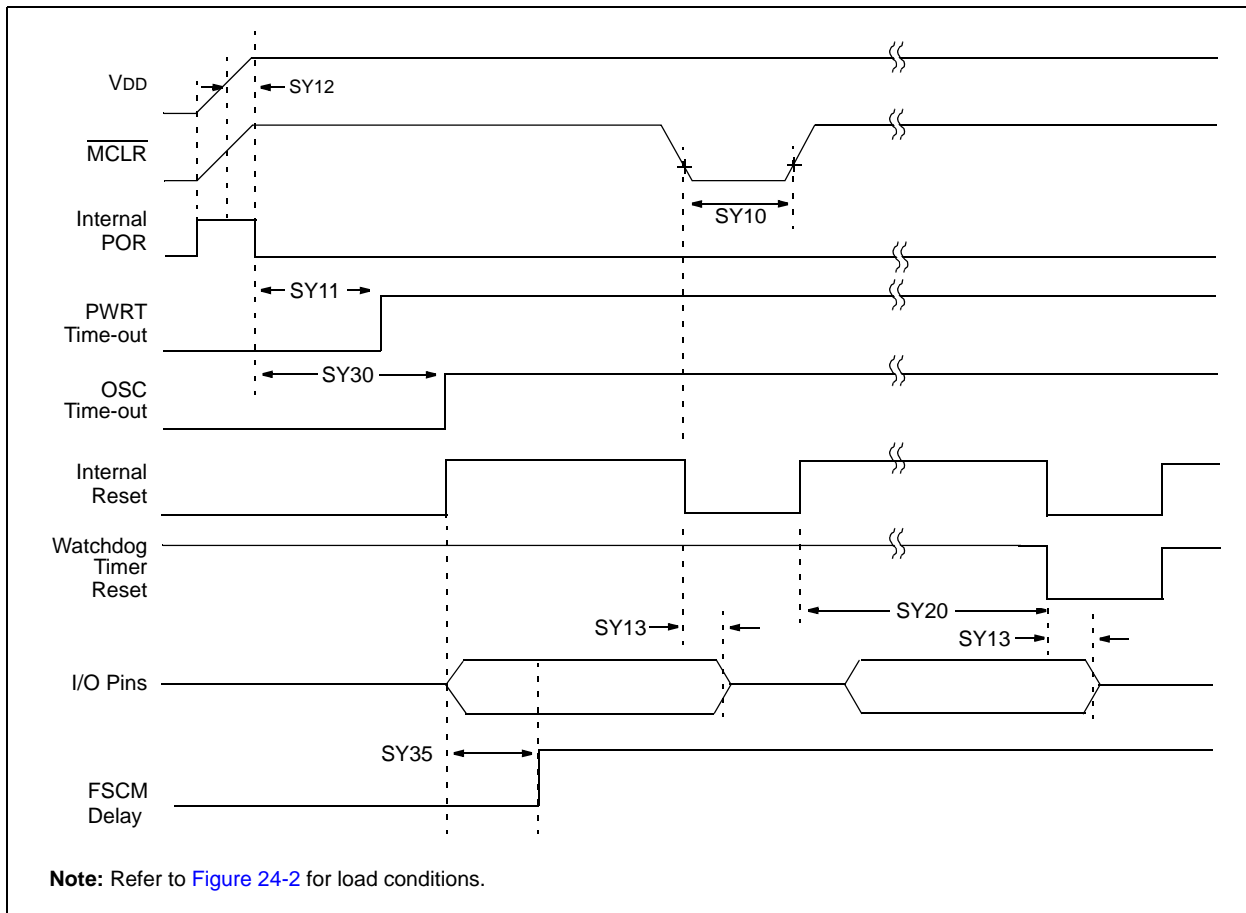 VDD
SY12
MCLR
SY10
Internal
POR
SY11
PWRT
Time-out
SY30
OSC
Time-out
Internal
Reset
Watchdog
Timer
Reset
SY20
SY13
SY13
I/O Pins
SY35
FSCM
Delay
Note: Refer to Figure 24-2 for load conditions.